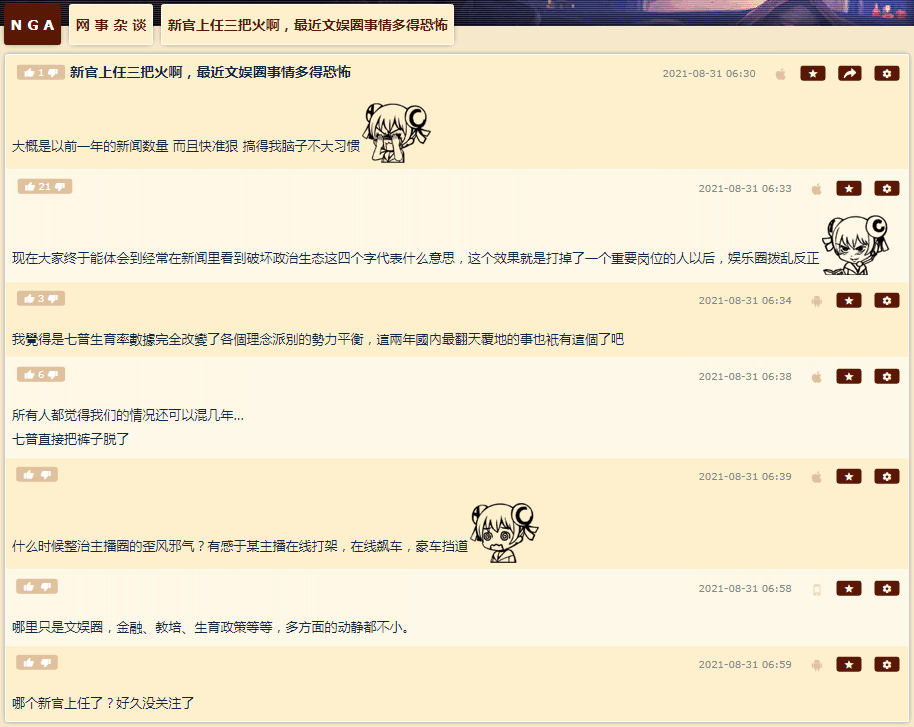 NGA 网事杂谈 新官上任三把火啊，最近文娱圈事情多得恐怖
1 新官上任三把火啊，最近文娱圈事情多得恐怖 2021-08-31 06:30
大概是以前一年的新闻数量 而且快准狠 搞得我脑子不大习惯
21 2021-08-31 06:33
现在大家终于能体会到经常在新闻里看到破坏政治生态这四个字代表什么意思，这个效果就是打掉了一个重要岗位的人以后，娱乐圈拨乱反正
3 2021-08-31 06:34
我覺得是七普生育率數據完全改變了各個理念派別的勢力平衡，這兩年國內最翻天覆地的事也衹有這個了吧
6 2021-08-31 06:38
所有人都觉得我们的情况还可以混几年...
七普直接把裤子脱了
2021-08-31 06:39
什么时候整治主播圈的歪风邪气？有感于某主播在线打架，在线飙车，豪车挡道
2021-08-31 06:58
哪里只是文娱圈，金融、教培、生育政策等等，多方面的动静都不小。
2021-08-31 06:59
哪个新官上任了？好久没关注了